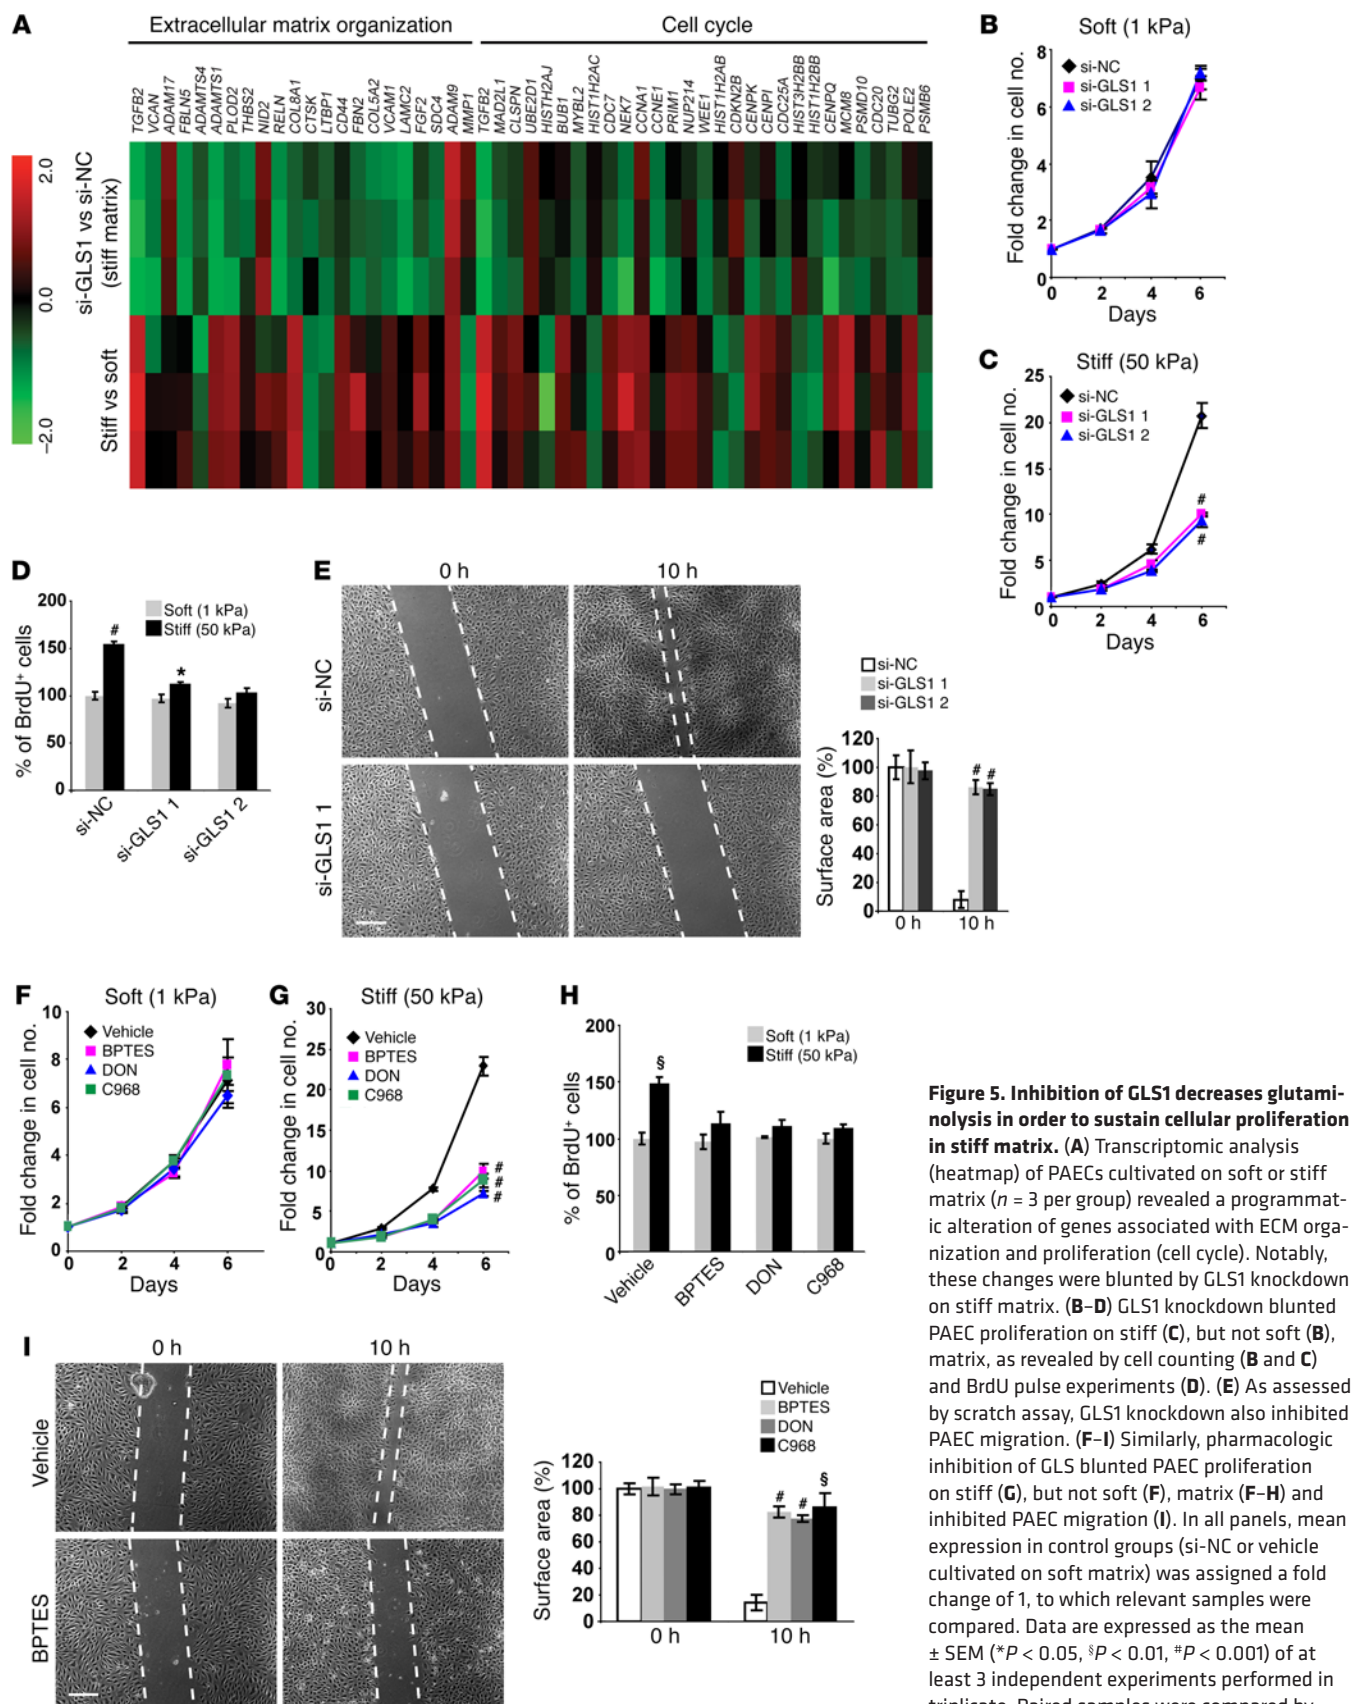 A
Extracellular matrix organization
Cell cycle
TGFB2
VCAN
ADAM17
FBLN5
ADAMTS4
ADAMTS1
PLOD2
THBS2
NID2
RELN
COL8A1
CTSK
LTBP1
CD44
FBN2
COL5A2
VCAM1
LAMC2
FGF2
SDC4
ADAM9
MMP1
TGFB2
MAD2L1
CLSPN
UBE2D1
HISTH2AJ
BUB1
MYBL2
HIST1H2AC
CDC7
NEK7
CCNA1
CCNE1
PRIM11
NUP214
WEE1
HIST1H2AB
CDKN2B
CENPK
CENPI
CDC25A
HIST3H2BB
HIST1H2BB
CENPQ
MCM8
PSMD10
CDC20
TUBG2
POLE2
PSMB6
2.0
0.0
–2.0
si-GLS1 vs si-NC
(stiff matrix)
Stiff vs soft
B
Soft (1 kPa)
si-NC
si-GLS1 1
si-GLS1 2
Fold change in cell no.
8
6
4
2
0
0 2 4 6
Days
C
Stiff (50 kPa)
si-NC
si-GLS1 1
si-GLS1 2
Fold change in cell no.
25
20
15
10
5
0
#
#
0 2 4 6
Days
D
Soft (1 kPa)
Stiff (50 kPa)
% of BrdU⁺ cells
200
150
100
50
0
#
*
si-NC
si-GLS1 1
si-GLS1 2
E
0 h
10 h
si-NC
si-GLS1 1
si-NC
si-GLS1 1
si-GLS1 2
Surface area (%)
120
100
80
60
40
20
0
# #
0 h
10 h
F
Soft (1 kPa)
Vehicle
BPTES
DON
C968
Fold change in cell no.
10
8
6
4
2
0
0 2 4 6
Days
G
Stiff (50 kPa)
Vehicle
BPTES
DON
C968
Fold change in cell no.
30
25
20
15
10
5
0
#
#
#
0 2 4 6
Days
H
Soft (1 kPa)
Stiff (50 kPa)
% of BrdU⁺ cells
200
150
100
50
0
§
Vehicle
BPTES
DON
C968
I
0 h
10 h
Vehicle
BPTES
Vehicle
BPTES
DON
C968
Surface area (%)
120
100
80
60
40
20
0
# # §
0 h
10 h
Figure 5. Inhibition of GLS1 decreases glutami-
nolysis in order to sustain cellular proliferation
in stiff matrix. (A) Transcriptomic analysis
(heatmap) of PAECs cultivated on soft or stiff
matrix (n = 3 per group) revealed a programmat-
ic alteration of genes associated with ECM orga-
nization and proliferation (cell cycle). Notably,
these changes were blunted by GLS1 knockdown
on stiff matrix. (B–D) GLS1 knockdown blunted
PAEC proliferation on stiff (C), but not soft (B),
matrix, as revealed by cell counting (B and C)
and BrdU pulse experiments (D). (E) As assessed
by scratch assay, GLS1 knockdown also inhibited
PAEC migration. (F–I) Similarly, pharmacologic
inhibition of GLS blunted PAEC proliferation
on stiff (G), but not soft (F), matrix (F–H) and
inhibited PAEC migration (I). In all panels, mean
expression in control groups (si-NC or vehicle
cultivated on soft matrix) was assigned a fold
change of 1, to which relevant samples were
compared. Data are expressed as the mean
± SEM (*P < 0.05, §P < 0.01, #P < 0.001) of at
least 3 independent experiments performed in
triplicate. Paired samples were compared by